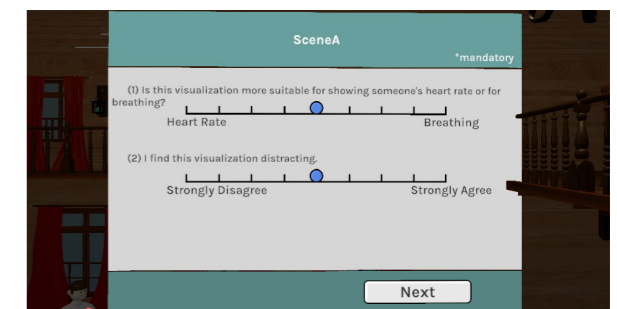 SceneA
*mandatory
(1) Is this visualization more suitable for showing someone's heart rate or for
breathing?
Heart Rate
Breathing
(2) I find this visualization distracting.
Strongly Disagree
Strongly Agree
Next